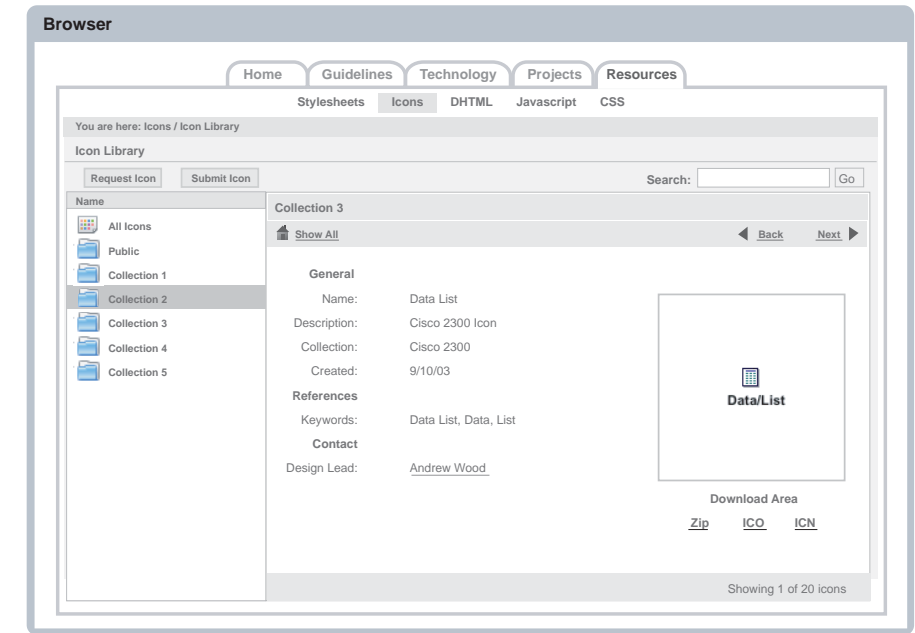 Browser
Home Guidelines Technology Projects Resources
Stylesheets Icons DHTML Javascript CSS
You are here: Icons / Icon Library
Icon Library
Request Icon Submit Icon Search: Go
Name
All Icons
Public
Collection 1
Collection 2
Collection 3
Collection 4
Collection 5
Collection 3
Show All Back Next
General
Name: Data List
Description: Cisco 2300 Icon
Collection: Cisco 2300
Created: 9/10/03
References
Keywords: Data List, Data, List
Contact
Design Lead: Andrew Wood
Data/List
Download Area
Zip ICO ICN
Showing 1 of 20 icons